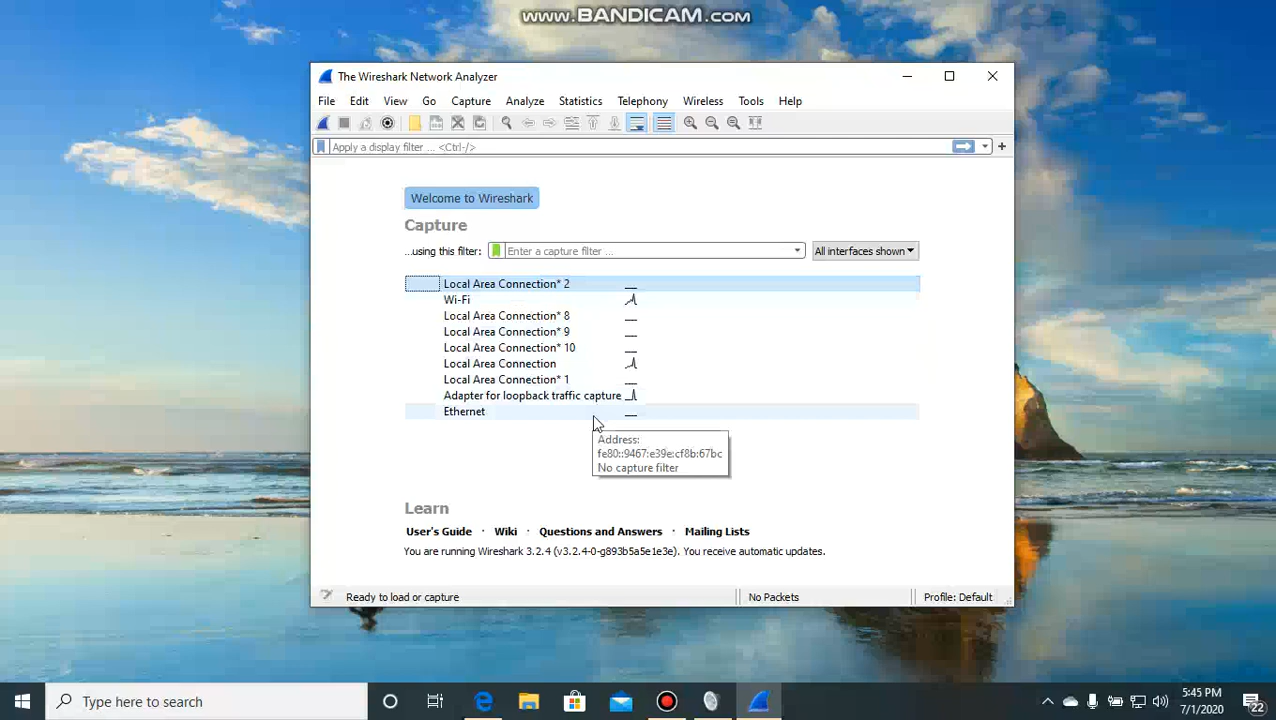 www.BANDICAM.com
The Wireshark Network Analyzer
File Edit View Go Capture Analyze Statistics Telephony Wireless Tools Help
Apply a display filter ... <Ctrl-/>
Welcome to Wireshark
Capture
...using this filter: Enter a capture filter ... All interfaces shown
Local Area Connection* 2
Wi-Fi
Local Area Connection* 8
Local Area Connection* 9
Local Area Connection* 10
Local Area Connection
Local Area Connection* 1
Adapter for loopback traffic capture
Ethernet
Address:
fe80::9467:e39e:cf8b:67bc
No capture filter
Learn
User's Guide · Wiki · Questions and Answers · Mailing Lists
You are running Wireshark 3.2.4 (v3.2.4-0-g893b5a5e1e3e). You receive automatic updates.
Ready to load or capture No Packets Profile: Default
Type here to search
5:45 PM
7/1/2020
22